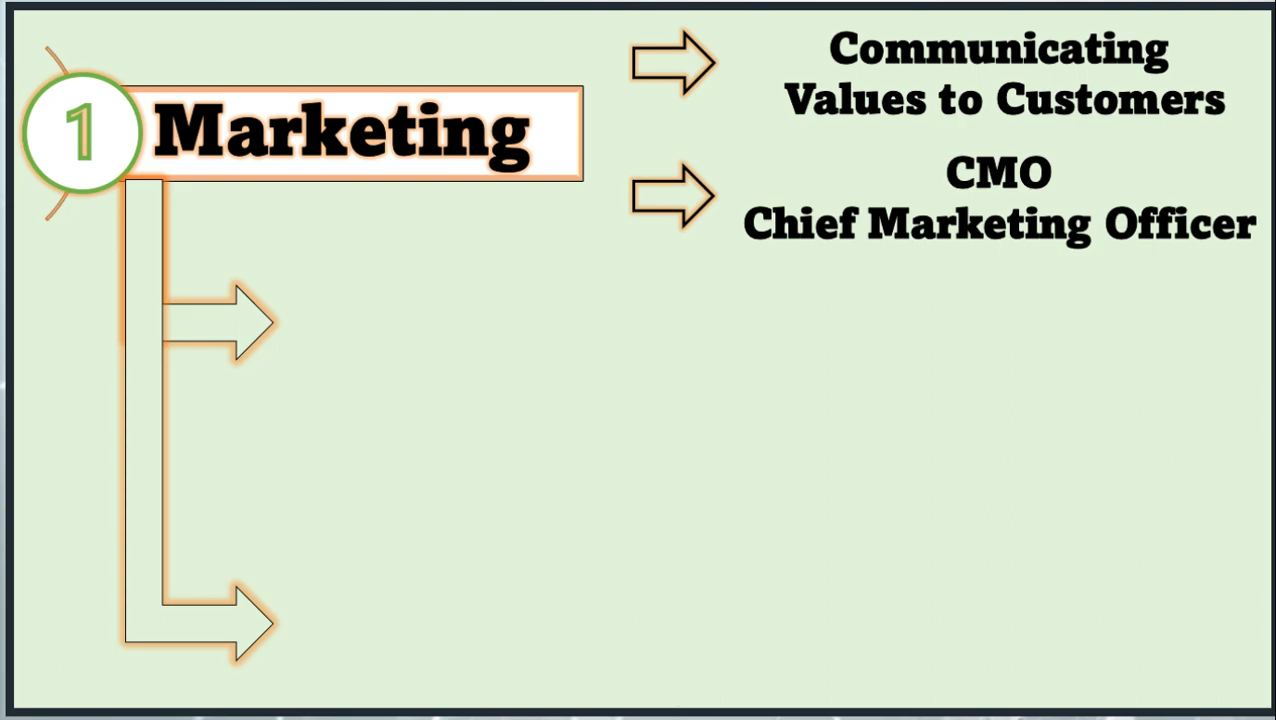 1
Marketing
Communicating
Values to Customers
CMO
Chief Marketing Officer